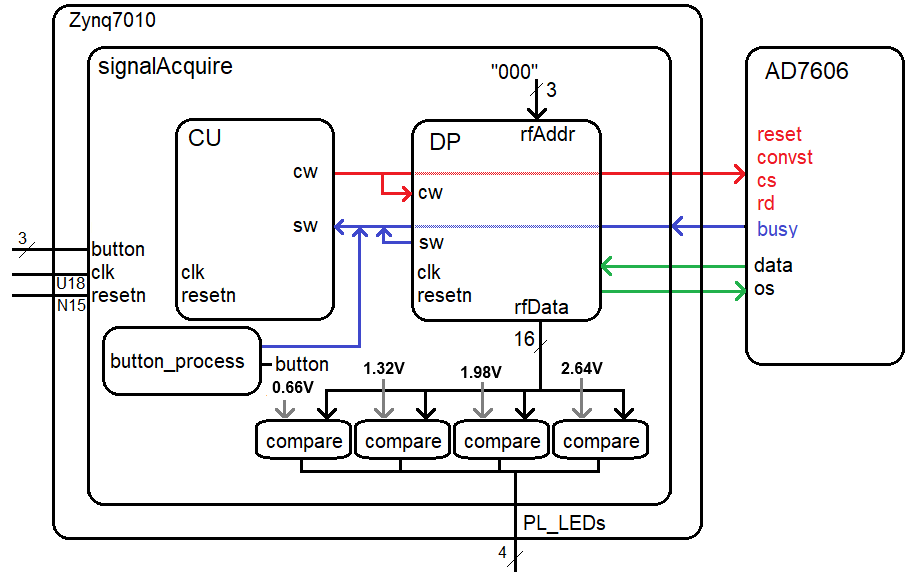 Zynq7010
signalAcquire
"000"
3
AD7606
CU
DP
rfAddr
reset
convst
cw
cw
cs
rd
sw
sw
busy
3
button
clk
clk
clk
data
U18
resetn
resetn
resetn
os
N15
rfData
16
button_process
button
0.66V
1.32V
1.98V
2.64V
compare
compare
compare
compare
PL_LEDs
4